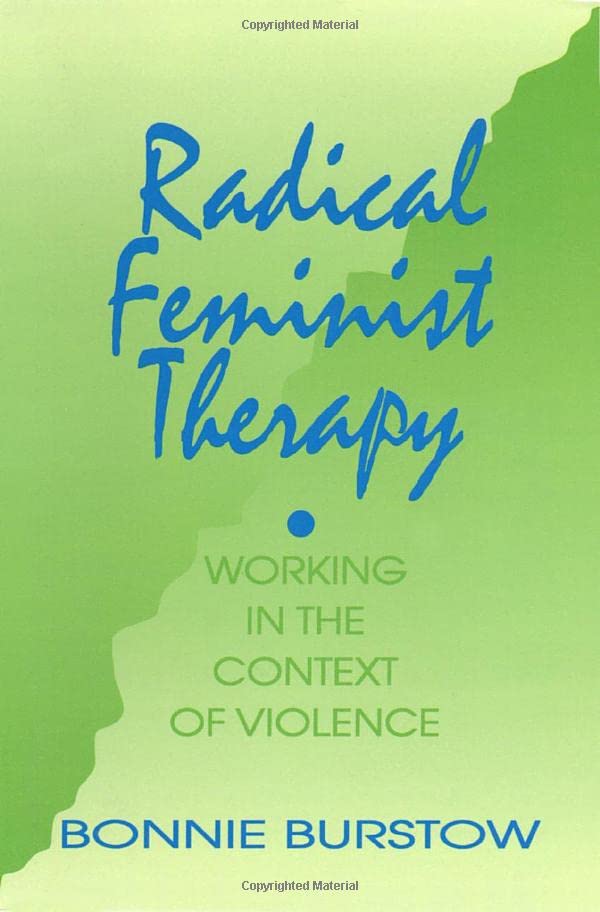 Copyrighted Material
Radical
Feminist
Therapy
•
WORKING
IN THE
CONTEXT
OF VIOLENCE
BONNIE BURSTOW
Copyrighted Material